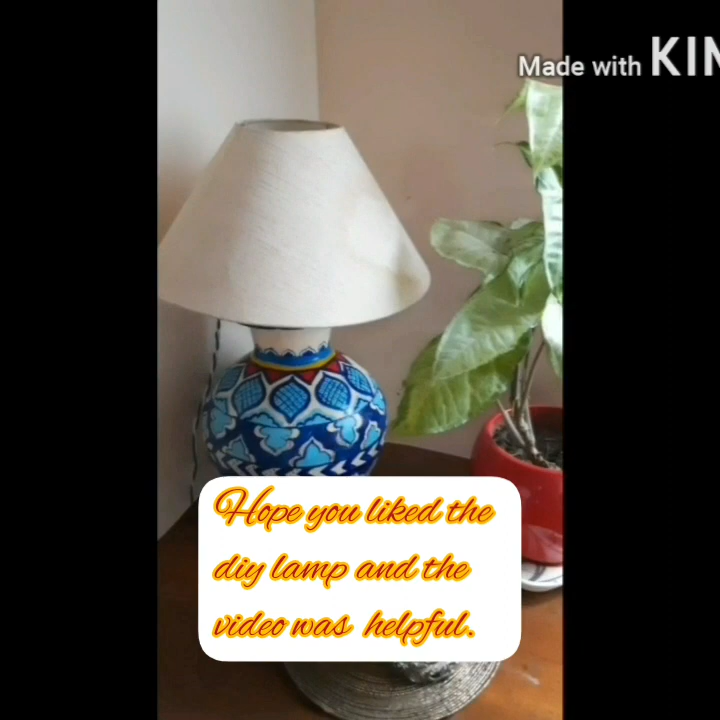 Made with KIN
Hope you liked the
diy lamp and the
video was helpful.